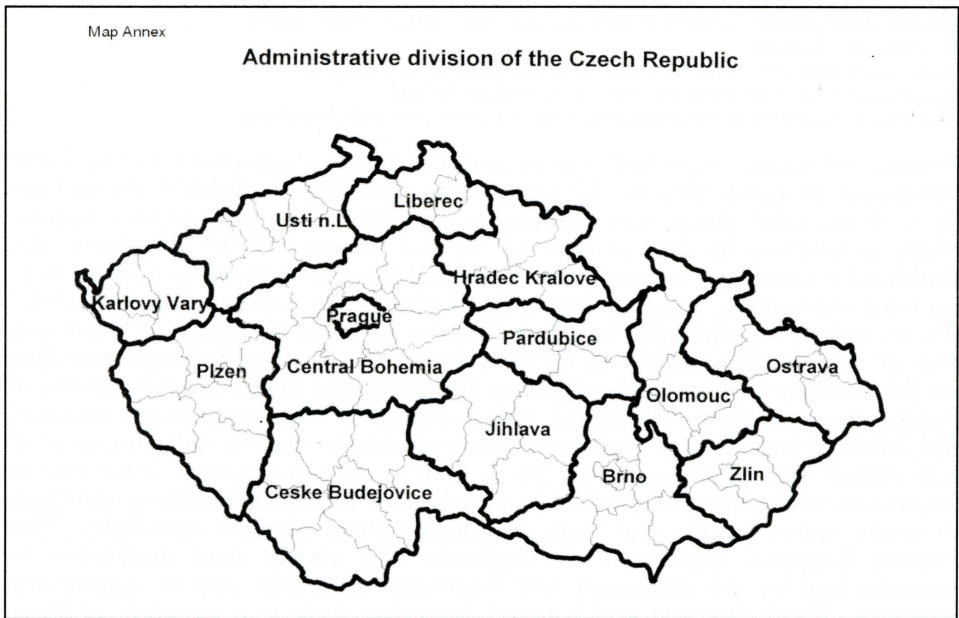 Map Annex
Administrative division of the Czech Republic
Liberec
Usti n.L
Hradec Kralove
Karlovy Vary
Prague
Pardubice
Central Bohemia
Plzen
Ostrava
Olomouc
Jihlava
Brno
Zlin
Ceske Budejovice